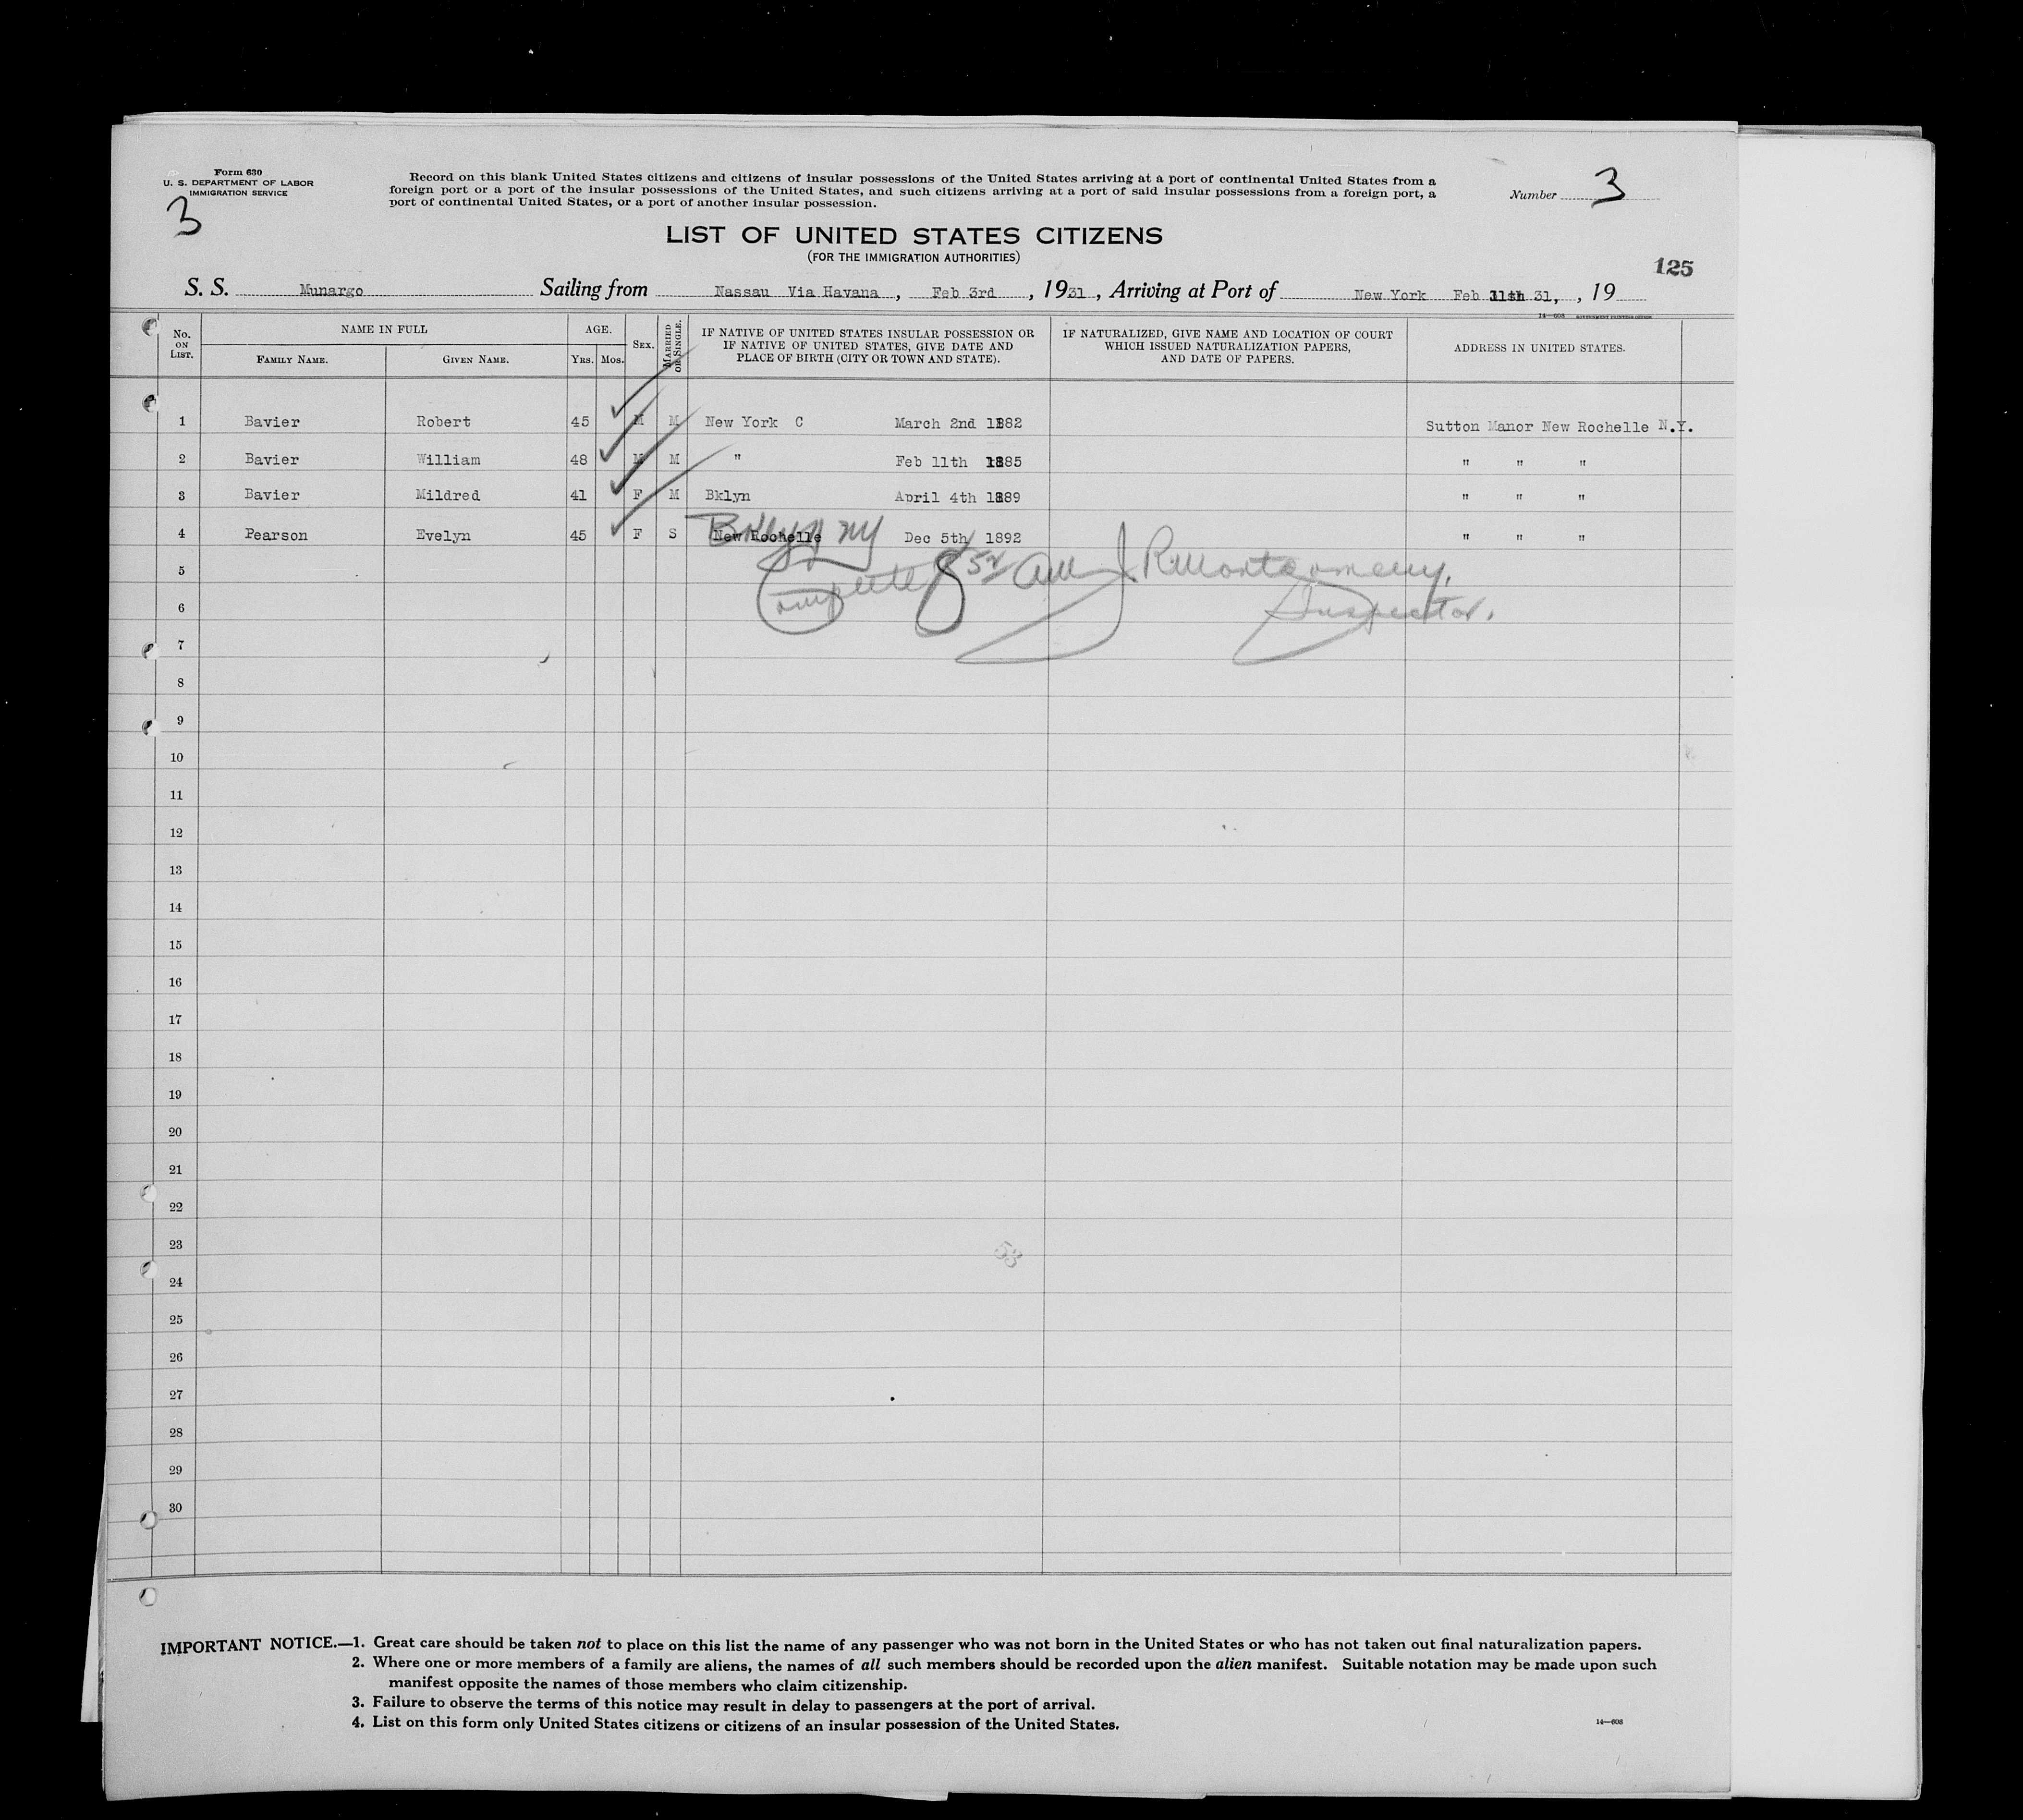 Form 630
U. S. DEPARTMENT OF LABOR
IMMIGRATION SERVICE
3
Record on this blank United States citizens and citizens of insular possessions of the United States arriving at a port of continental United States from a
foreign port or a port of the insular possessions of the United States, and such citizens arriving at a port of said insular possessions from a foreign port, a
port of continental United States, or a port of another insular possession.
Number 3
LIST OF UNITED STATES CITIZENS
(FOR THE IMMIGRATION AUTHORITIES)
125
S. S. Munargo Sailing from Nassau Via Havana, Feb 3rd, 1931, Arriving at Port of New York Feb 11th 31, , 19
14—608 GOVERNMENT PRINTING OFFICE
No. ON LIST. NAME IN FULL FAMILY NAME. GIVEN NAME. AGE. YRS. MOS. SEX. MARRIED OR SINGLE.
IF NATIVE OF UNITED STATES INSULAR POSSESSION OR
IF NATIVE OF UNITED STATES, GIVE DATE AND
PLACE OF BIRTH (CITY OR TOWN AND STATE).
IF NATURALIZED, GIVE NAME AND LOCATION OF COURT
WHICH ISSUED NATURALIZATION PAPERS,
AND DATE OF PAPERS.
ADDRESS IN UNITED STATES.
1 Bavier Robert 45 M M New York C March 2nd 1882 Sutton Manor New Rochelle N.Y.
2 Bavier William 48 M M " Feb 11th 1885 " " "
3 Bavier Mildred 41 F M Bklyn April 4th 1889 " " "
4 Pearson Evelyn 45 F S New Rochelle Bklyn NY Dec 5th 1892 " " "
5 Complete 8 52 am J. R. Montgomery,
6 Inspector.
7
8
9
10
11
12
13
14
15
16
17
18
19
20
21
22
23
58
24
25
26
27
28
29
30
IMPORTANT NOTICE.—1. Great care should be taken not to place on this list the name of any passenger who was not born in the United States or who has not taken out final naturalization papers.
2. Where one or more members of a family are aliens, the names of all such members should be recorded upon the alien manifest. Suitable notation may be made upon such
manifest opposite the names of those members who claim citizenship.
3. Failure to observe the terms of this notice may result in delay to passengers at the port of arrival.
4. List on this form only United States citizens or citizens of an insular possession of the United States.
14—608